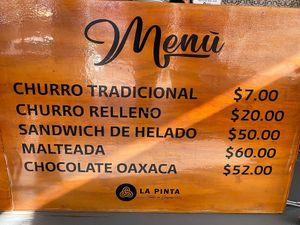 Menù
CHURRO TRADICIONAL $7.00
CHURRO RELLENO $20.00
SANDWICH DE HELADO $50.00
MALTEADA $60.00
CHOCOLATE OAXACA $52.00
LA PINTA